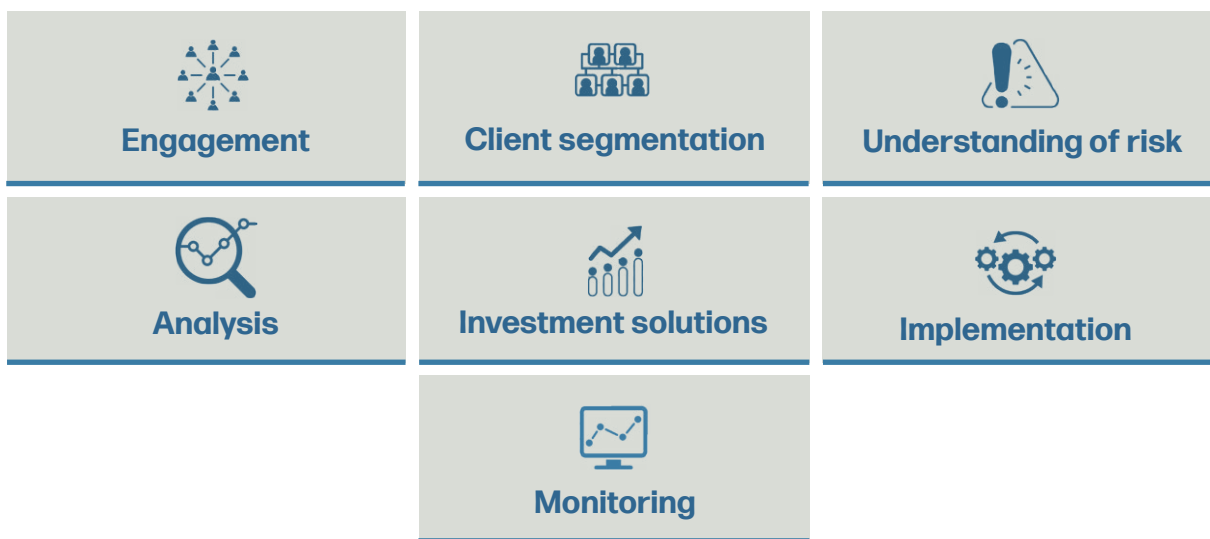 Engagement
Client segmentation
Understanding of risk
Analysis
Investment solutions
Implementation
Monitoring